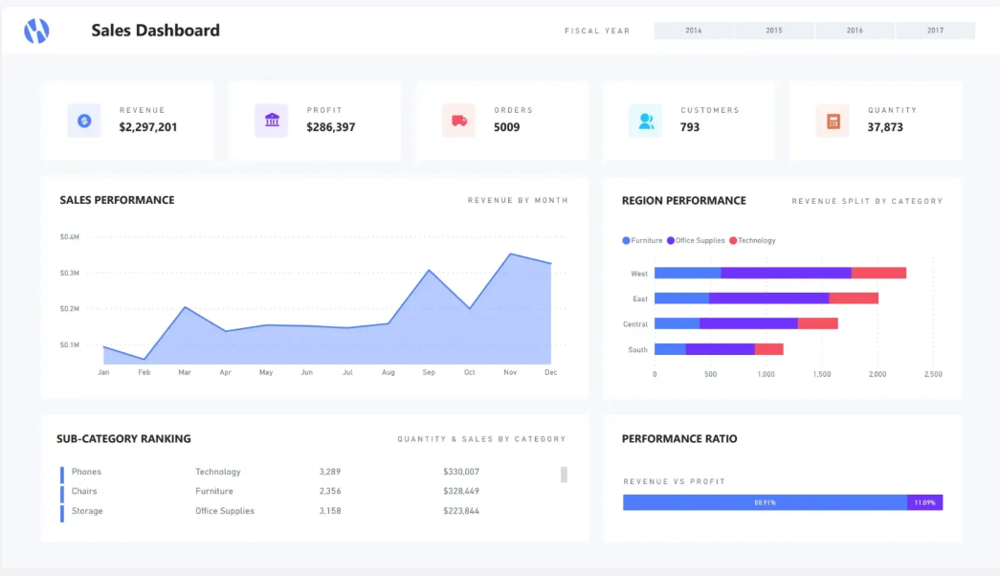 Sales Dashboard
FISCAL YEAR
2014 2015 2016 2017
REVENUE
$2,297,201
PROFIT
$286,397
ORDERS
5009
CUSTOMERS
793
QUANTITY
37,873
SALES PERFORMANCE
REVENUE BY MONTH
$0.4M
$0.3M
$0.2M
$0.1M
Jan Feb Mar Apr May Jun Jul Aug Sep Oct Nov Dec
REGION PERFORMANCE
REVENUE SPLIT BY CATEGORY
Furniture Office Supplies Technology
West
East
Central
South
0 500 1,000 1,500 2,000 2,500
SUB-CATEGORY RANKING
QUANTITY & SALES BY CATEGORY
Phones Technology 3,289 $330,007
Chairs Furniture 2,356 $328,449
Storage Office Supplies 3,158 $223,844
PERFORMANCE RATIO
REVENUE VS PROFIT
88.91% 11.09%